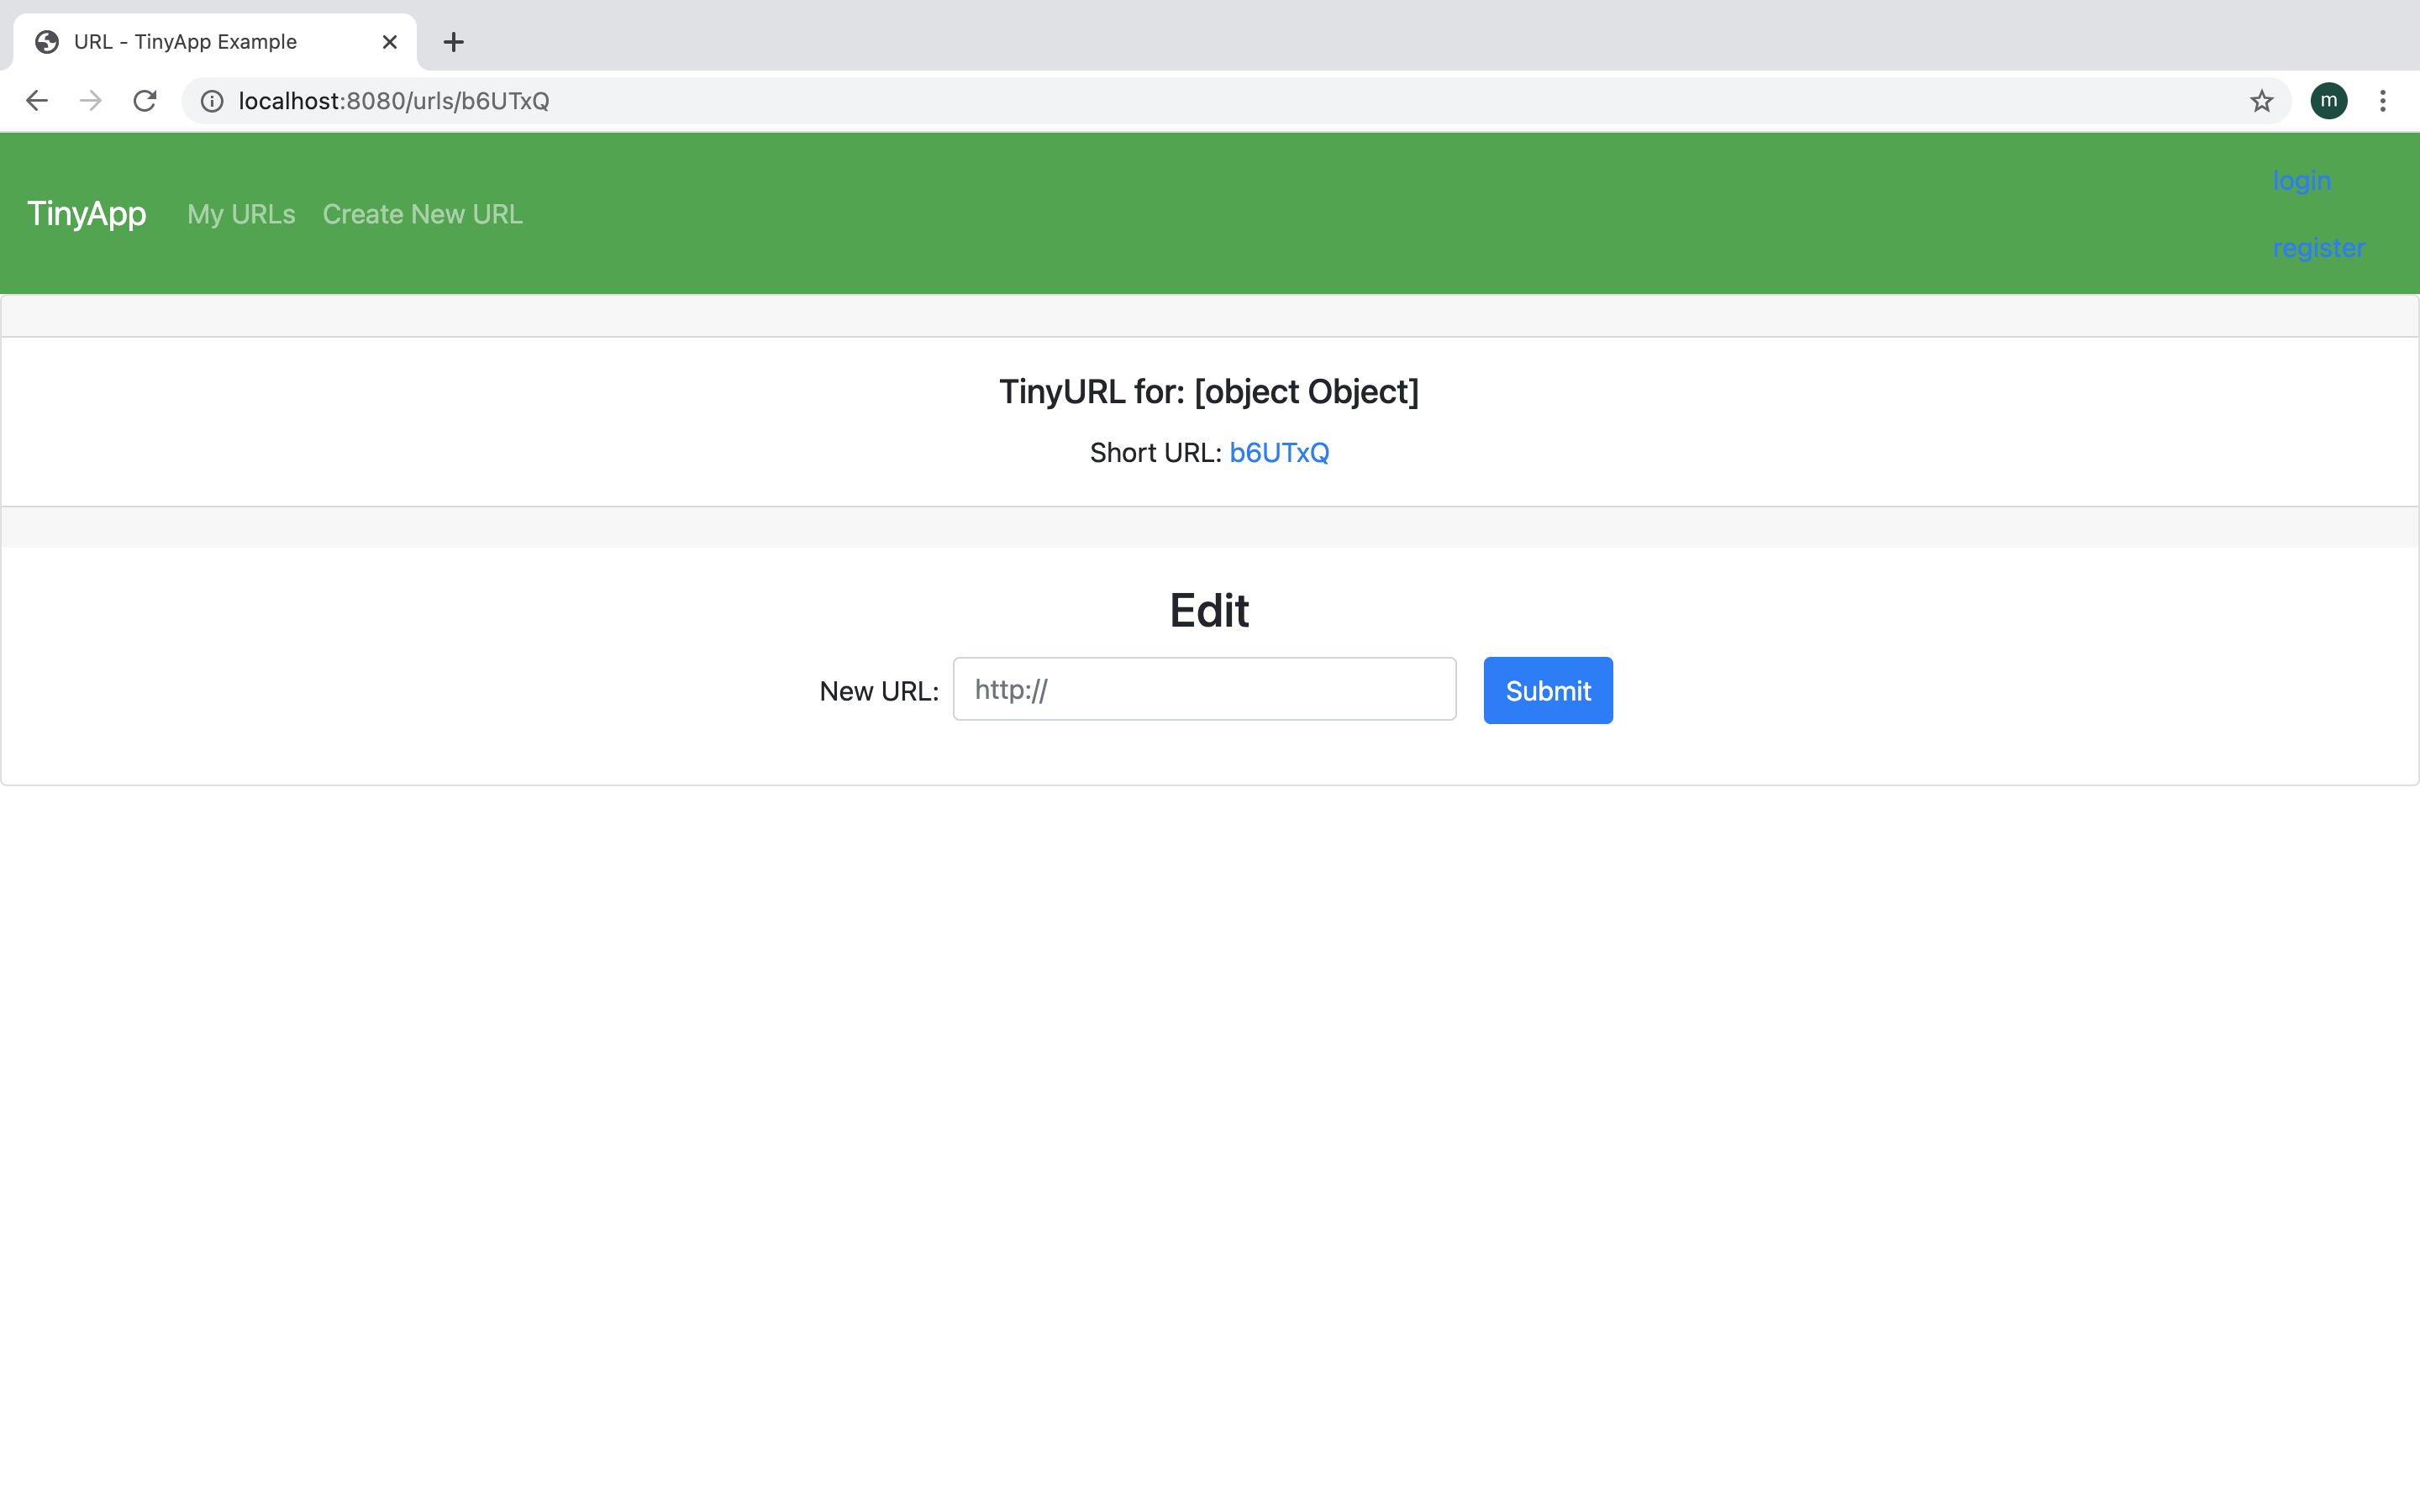 URL - TinyApp Example
localhost:8080/urls/b6UTxQ
m
TinyApp My URLs Create New URL
login
register
TinyURL for: [object Object]
Short URL: b6UTxQ
Edit
New URL: http:// Submit